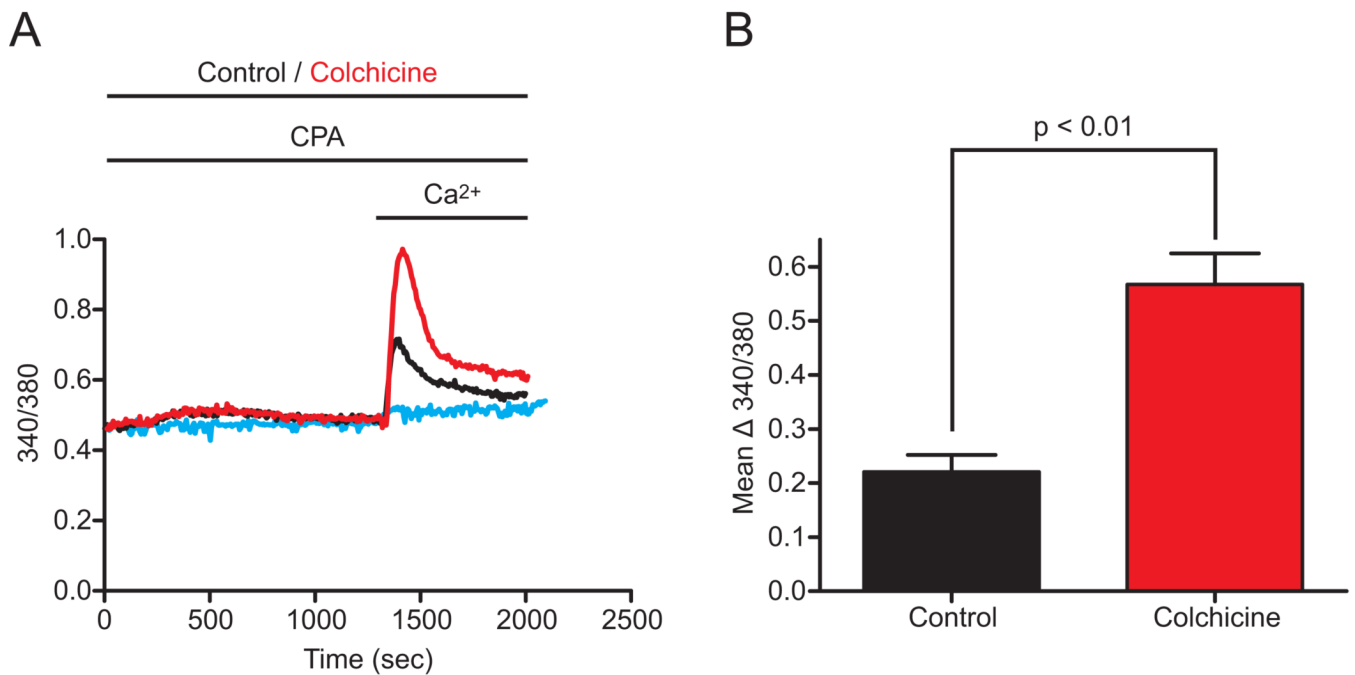 A
Control / Colchicine
CPA
Ca2+
1.0
0.8
0.6
0.4
0.2
0.0
340/380
0 500 1000 1500 2000 2500
Time (sec)
B
p < 0.01
0.6
0.5
0.4
0.3
0.2
0.1
0.0
Mean Δ 340/380
Control Colchicine